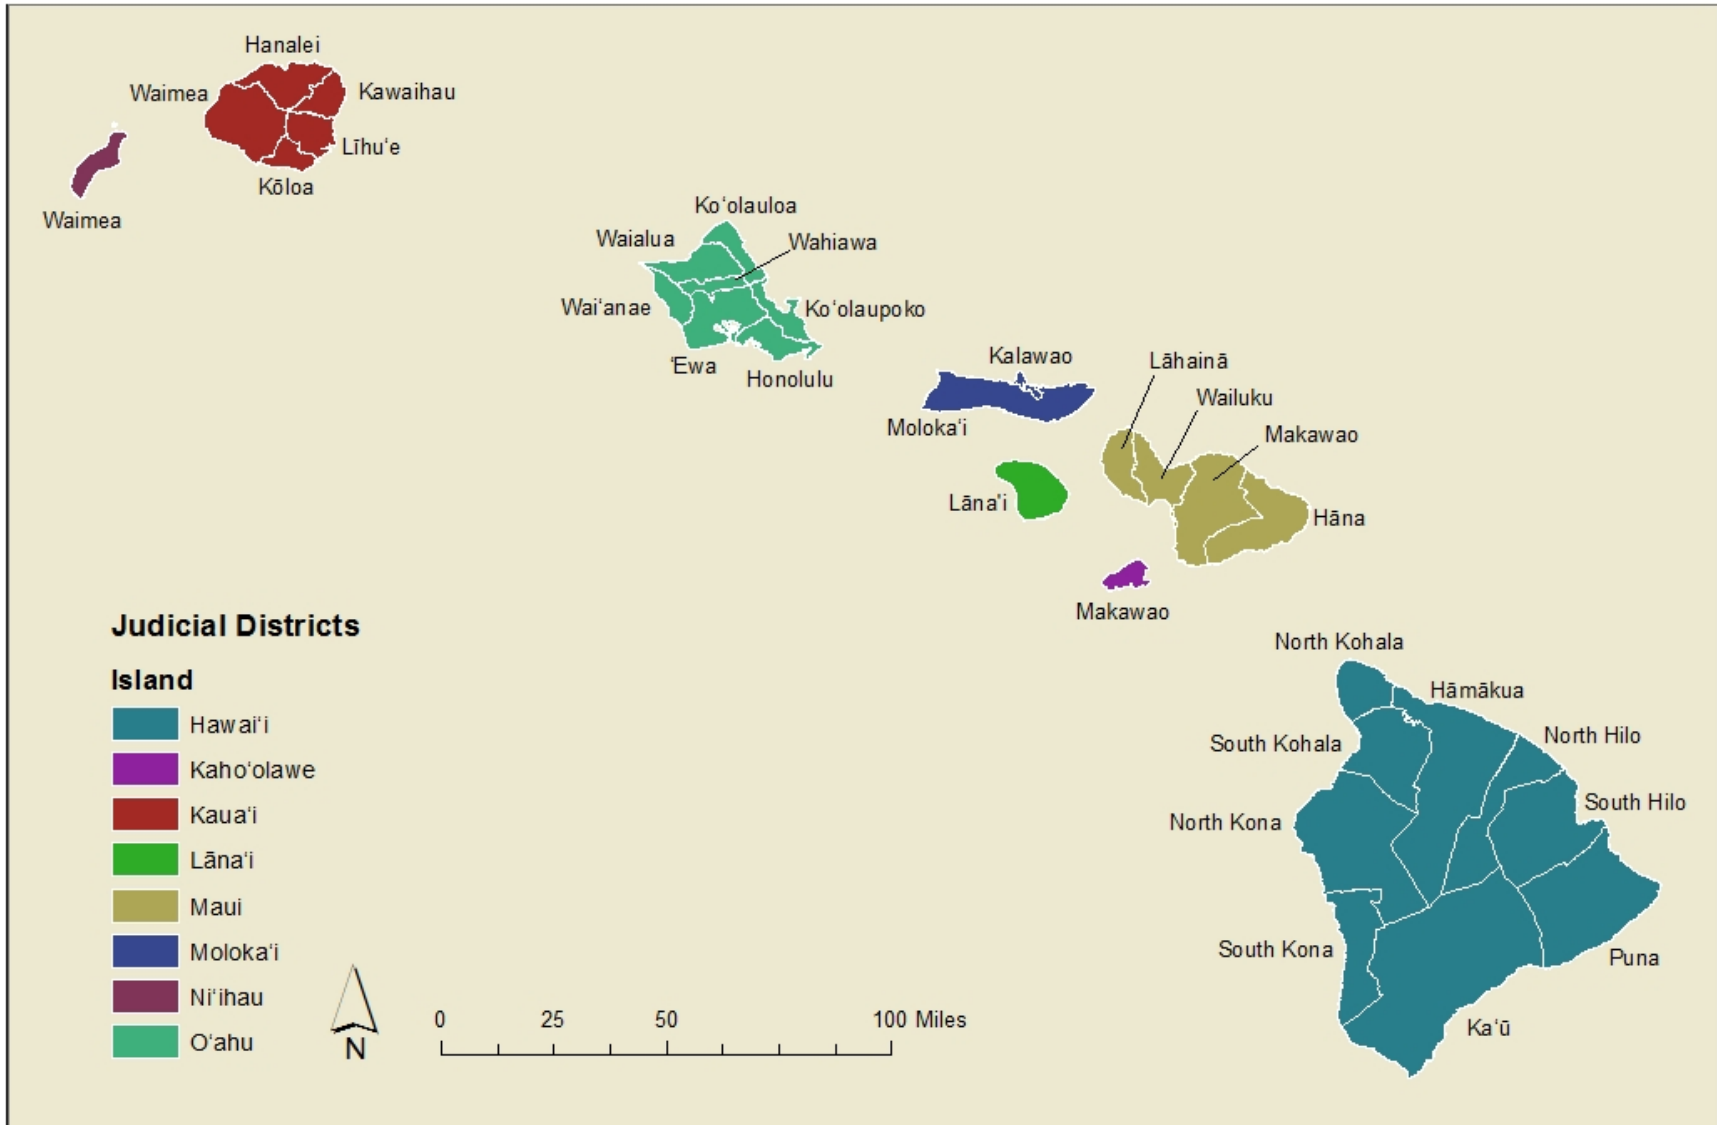 Hanalei
Waimea
Kawaihau
Līhuʻe
Kōloa
Waimea
Koʻolauloa
Waialua
Wahiawa
Waiʻanae
Koʻolaupoko
ʻEwa
Honolulu
Kalawao
Molokaʻi
Lāhainā
Wailuku
Makawao
Lāna'i
Hāna
Makawao
North Kohala
Hāmākua
South Kohala
North Hilo
South Hilo
North Kona
South Kona
Puna
Kaʻū
Judicial Districts
Island
Hawaiʻi
Kahoʻolawe
Kauaʻi
Lānaʻi
Maui
Molokaʻi
Niʻihau
Oʻahu
N
0 25 50 100 Miles